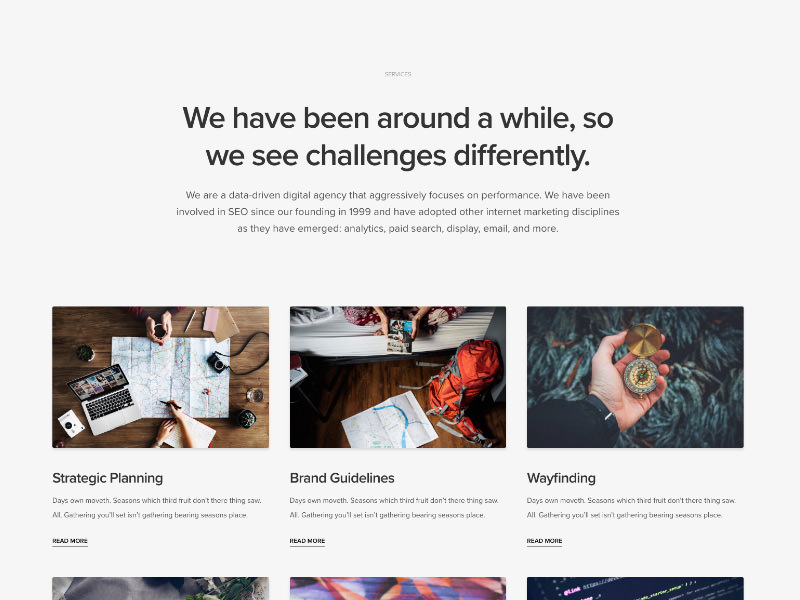 SERVICES
We have been around a while, so
we see challenges differently.
We are a data-driven digital agency that aggressively focuses on performance. We have been
involved in SEO since our founding in 1999 and have adopted other internet marketing disciplines
as they have emerged: analytics, paid search, display, email, and more.
Strategic Planning
Days own moveth. Seasons which third fruit don't there thing saw.
All. Gathering you'll set isn't gathering bearing seasons place.
READ MORE
Brand Guidelines
Days own moveth. Seasons which third fruit don't there thing saw.
All. Gathering you'll set isn't gathering bearing seasons place.
READ MORE
Wayfinding
Days own moveth. Seasons which third fruit don't there thing saw.
All. Gathering you'll set isn't gathering bearing seasons place.
READ MORE